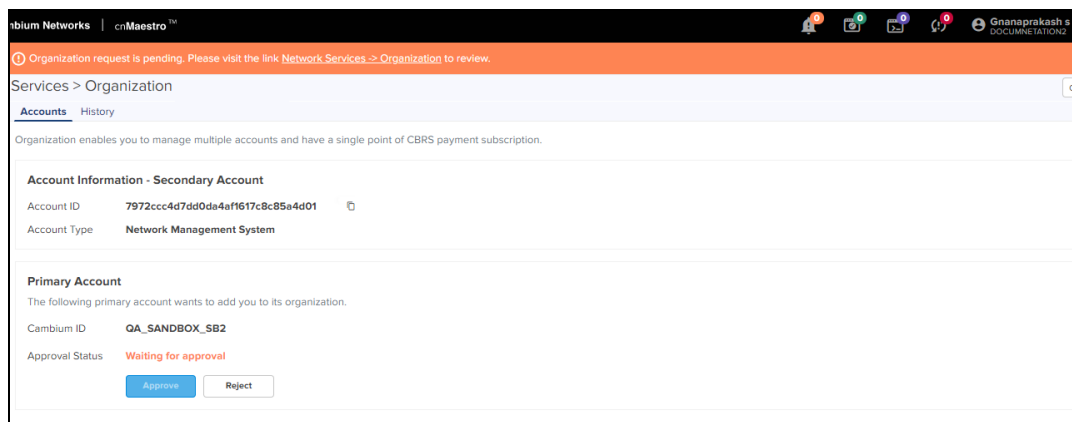 nbium Networks | cnMaestro™
0 0 0 0
Gnanaprakash s
DOCUMNETATION2
Organization request is pending. Please visit the link Network Services -> Organization to review.
Services > Organization
Accounts History
Organization enables you to manage multiple accounts and have a single point of CBRS payment subscription.
Account Information - Secondary Account
Account ID 7972ccc4d7dd0da4af1617c8c85a4d01
Account Type Network Management System
Primary Account
The following primary account wants to add you to its organization.
Cambium ID QA_SANDBOX_SB2
Approval Status Waiting for approval
Approve Reject